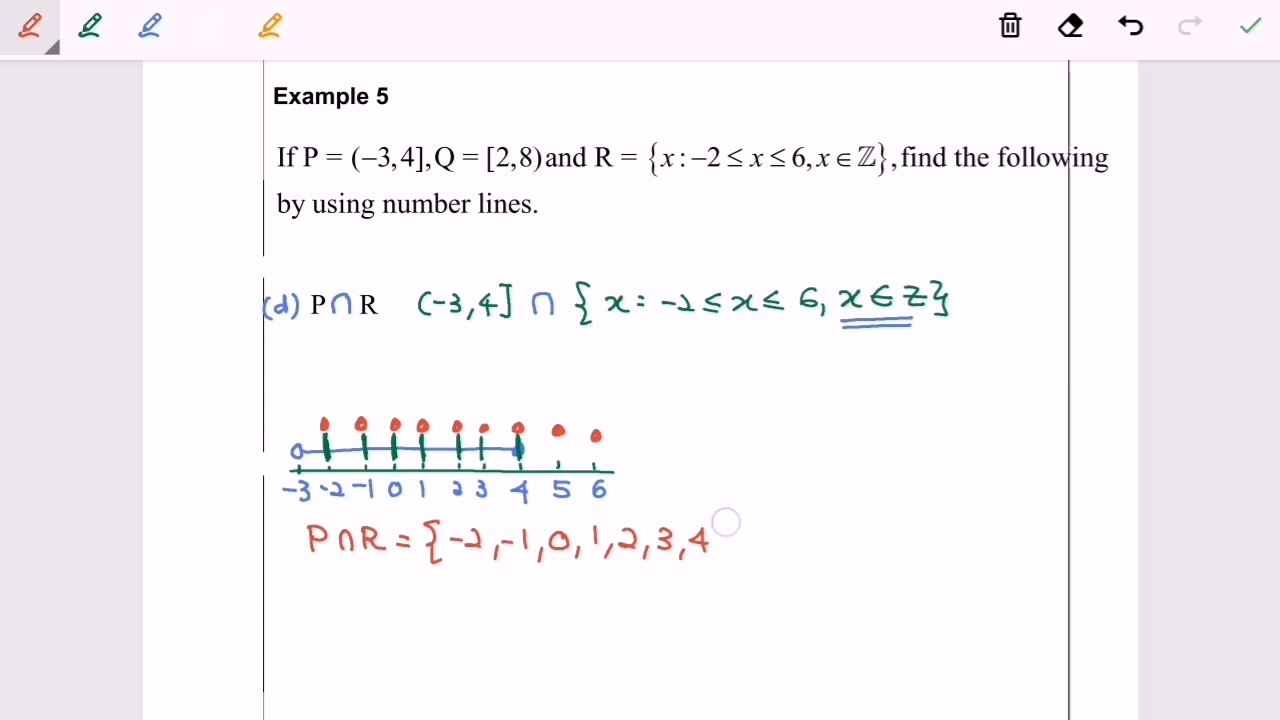 Example 5
If P = (−3,4], Q = [2,8) and R = {x : −2 ≤ x ≤ 6, x ∈ ℤ}, find the following
by using number lines.
(d) P ∩ R (-3,4] ∩ { x = -2 ≤ x ≤ 6, x ∈ Z}
-3 -2 -1 0 1 2 3 4 5 6
P ∩ R = { -2, -1, 0, 1, 2, 3, 4